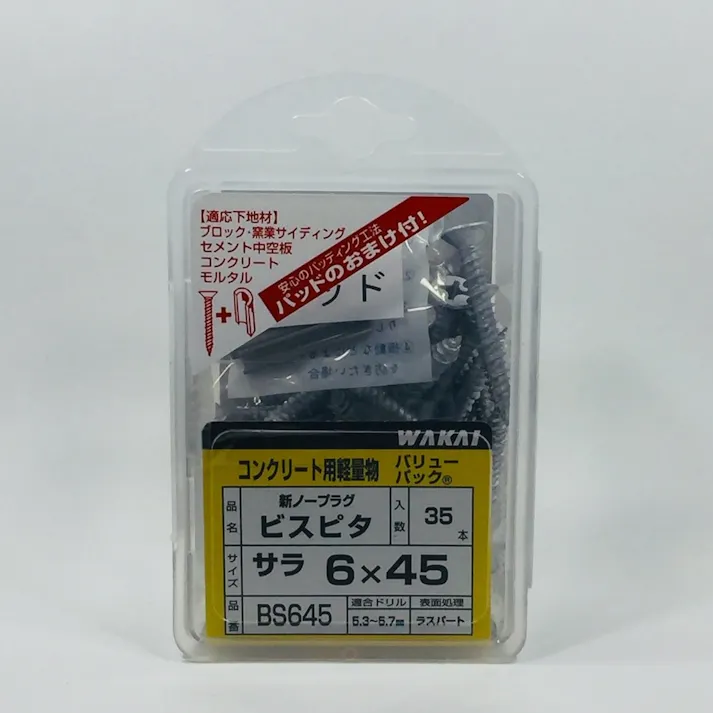 【適応下地材】
ブロック・窯業サイディング
セメント中空板
コンクリート
モルタル
安心のパッディング工法
パッドのおまけ付!
ッド
WAKAI
コンクリート用軽量物 バリューパック®
品名 新ノープラグ ビスピタ 入数 35本
サイズ サラ 6×45
品番 BS645 適合ドリル 5.3~5.7mm 表面処理 ラスパート